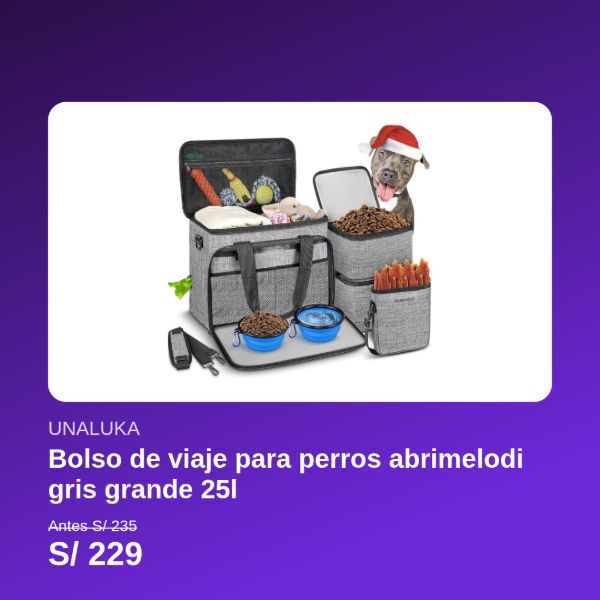 UNALUKA
Bolso de viaje para perros abrimelodi
gris grande 25l
Antes S/ 235
S/ 229